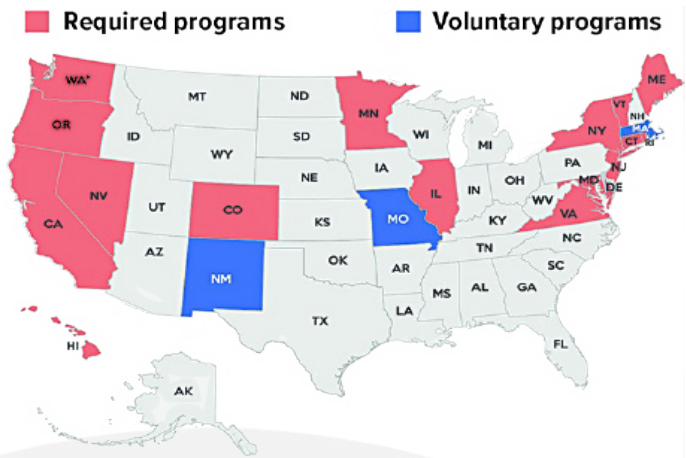 Required programs
Voluntary programs
WA*
MT
ND
MN
ME
VT
NH
OR
ID
SD
WI
MI
NY
MA
CT
RI
WY
IA
PA
NJ
NV
NE
IL
IN
OH
MD
DE
CA
UT
CO
KS
MO
WV
VA
KY
AZ
NM
OK
AR
TN
NC
SC
TX
LA
MS
AL
GA
FL
HI
AK